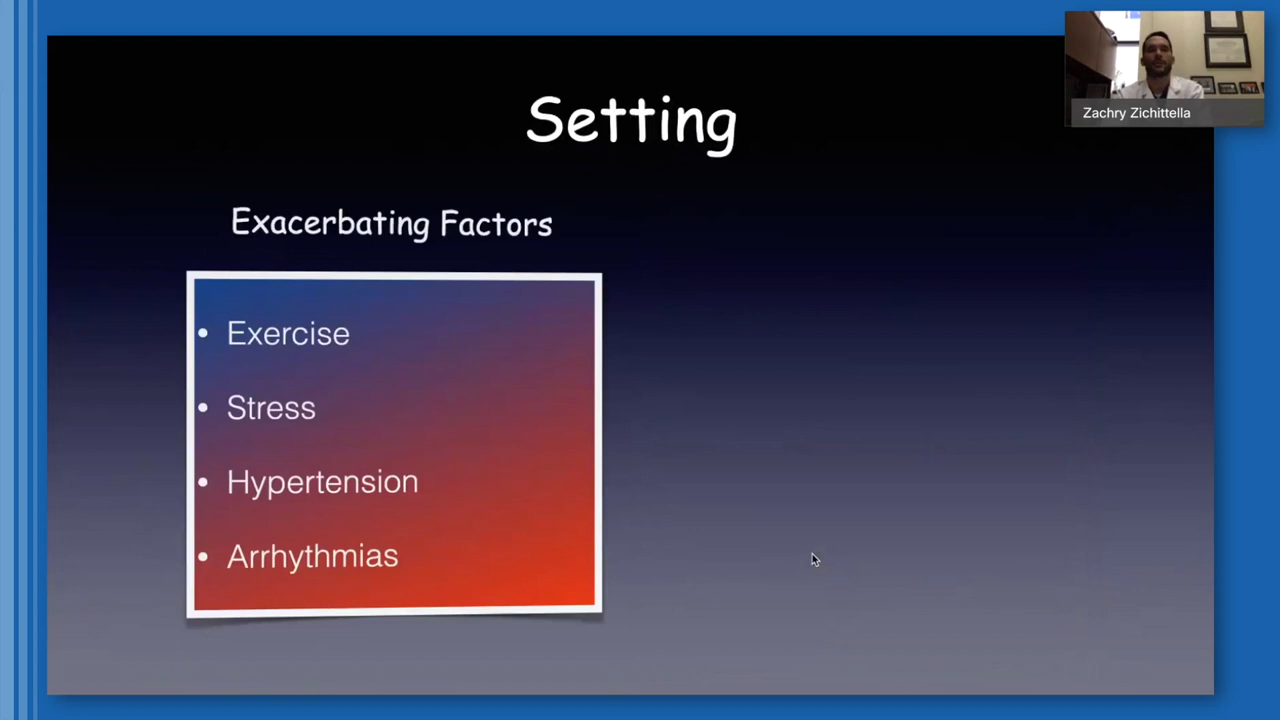 Setting
Zachry Zichittella
Exacerbating Factors
• Exercise
• Stress
• Hypertension
• Arrhythmias